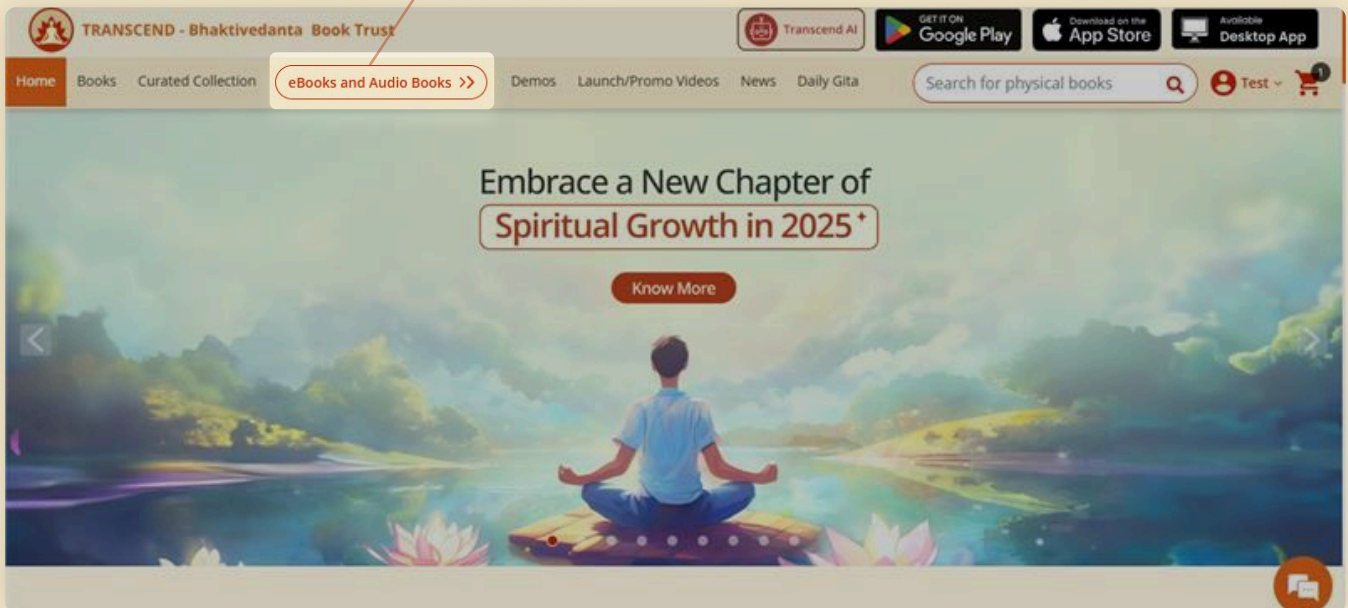 TRANSCEND - Bhaktivedanta Book Trust
Transcend AI
GET IT ON
Google Play
Download on the
App Store
Available
Desktop App
Home Books Curated Collection eBooks and Audio Books >> Demos Launch/Promo Videos News Daily Gita Search for physical books Test 1
Embrace a New Chapter of
Spiritual Growth in 2025
Know More